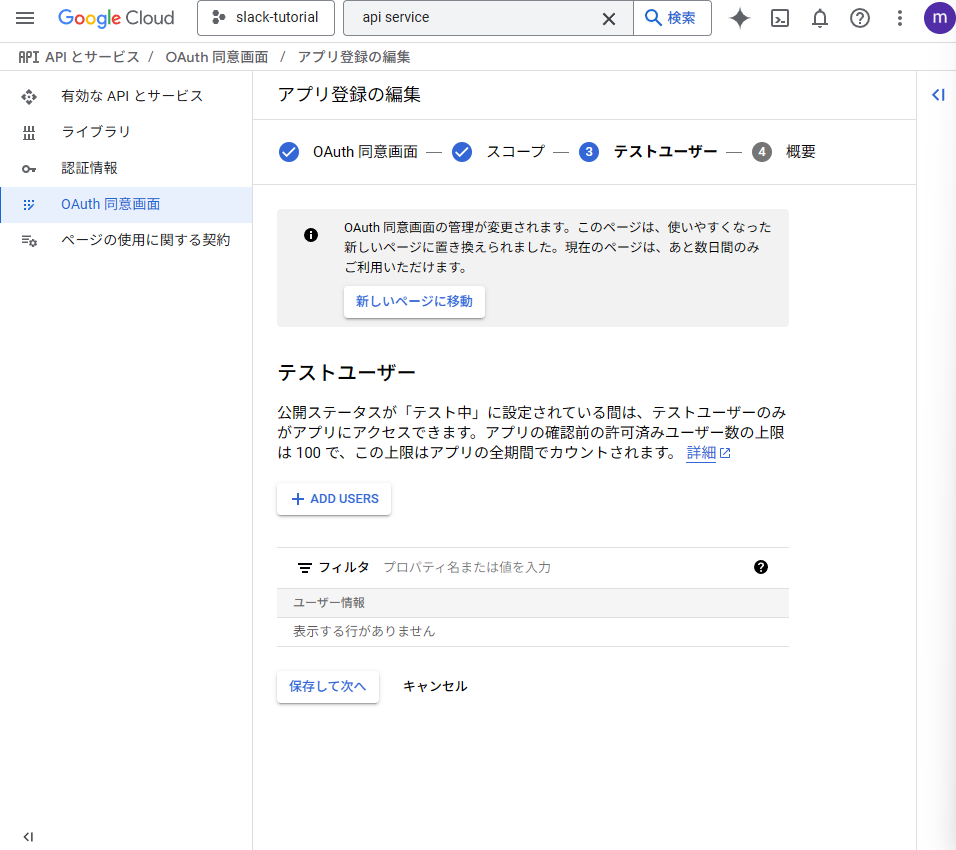 Google Cloud
slack-tutorial
api service
検索
m
API API とサービス / OAuth 同意画面 / アプリ登録の編集
有効な API とサービス
ライブラリ
認証情報
OAuth 同意画面
ページの使用に関する契約
アプリ登録の編集
OAuth 同意画面 — スコープ — 3 テストユーザー — 4 概要
OAuth 同意画面の管理が変更されます。このページは、使いやすくなった
新しいページに置き換えられました。現在のページは、あと数日間のみ
ご利用いただけます。
新しいページに移動
テストユーザー
公開ステータスが「テスト中」に設定されている間は、テストユーザーのみ
がアプリにアクセスできます。アプリの確認前の許可済みユーザー数の上限
は 100 で、この上限はアプリの全期間でカウントされます。 詳細
+ ADD USERS
フィルタ プロパティ名または値を入力
ユーザー情報
表示する行がありません
保存して次へ キャンセル